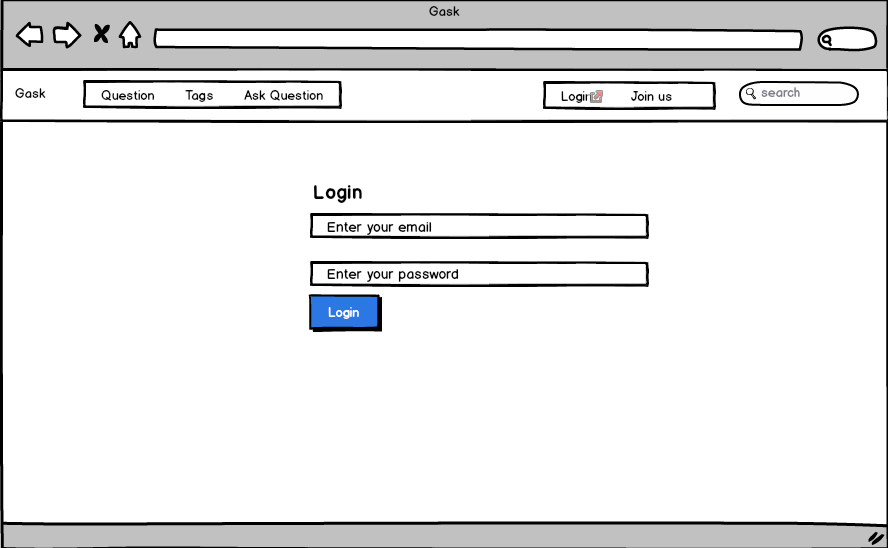 Gask
Gask Question Tags Ask Question Login Join us search
Login
Enter your email
Enter your password
Login